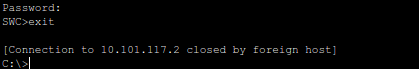 Password:
SWC>exit
[Connection to 10.101.117.2 closed by foreign host]
C:\>